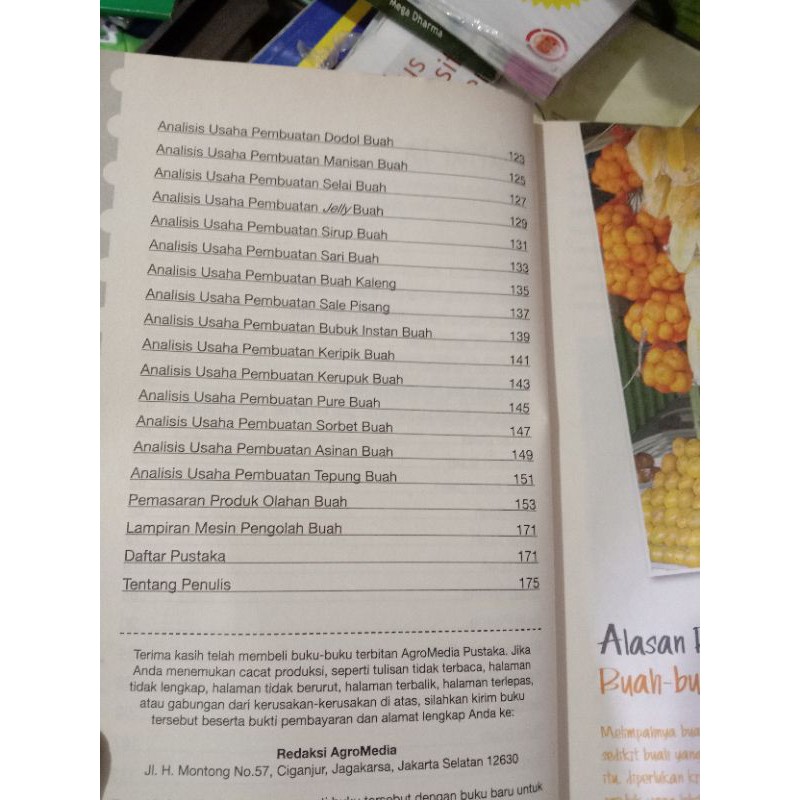 Mega Dharma
Analisis Usaha Pembuatan Dodol Buah 123
Analisis Usaha Pembuatan Manisan Buah 125
Analisis Usaha Pembuatan Selai Buah 127
Analisis Usaha Pembuatan Jelly Buah 129
Analisis Usaha Pembuatan Sirup Buah 131
Analisis Usaha Pembuatan Sari Buah 133
Analisis Usaha Pembuatan Buah Kaleng 135
Analisis Usaha Pembuatan Sale Pisang 137
Analisis Usaha Pembuatan Bubuk Instan Buah 139
Analisis Usaha Pembuatan Keripik Buah 141
Analisis Usaha Pembuatan Kerupuk Buah 143
Analisis Usaha Pembuatan Pure Buah 145
Analisis Usaha Pembuatan Sorbet Buah 147
Analisis Usaha Pembuatan Asinan Buah 149
Analisis Usaha Pembuatan Tepung Buah 151
Pemasaran Produk Olahan Buah 153
Lampiran Mesin Pengolah Buah 171
Daftar Pustaka 171
Tentang Penulis 175
Terima kasih telah membeli buku-buku terbitan AgroMedia Pustaka. Jika
Anda menemukan cacat produksi, seperti tulisan tidak terbaca, halaman
tidak lengkap, halaman tidak berurut, halaman terbalik, halaman terlepas,
atau gabungan dari kerusakan-kerusakan di atas, silahkan kirim buku
tersebut beserta bukti pembayaran dan alamat lengkap Anda ke:
Redaksi AgroMedia
Jl. H. Montong No.57, Ciganjur, Jagakarsa, Jakarta Selatan 12630
buku tersebut dengan buku baru untuk
Alasan
Buah-bu
Melimpahnya bua
sedikit buah yang
itu, diperlukan kr